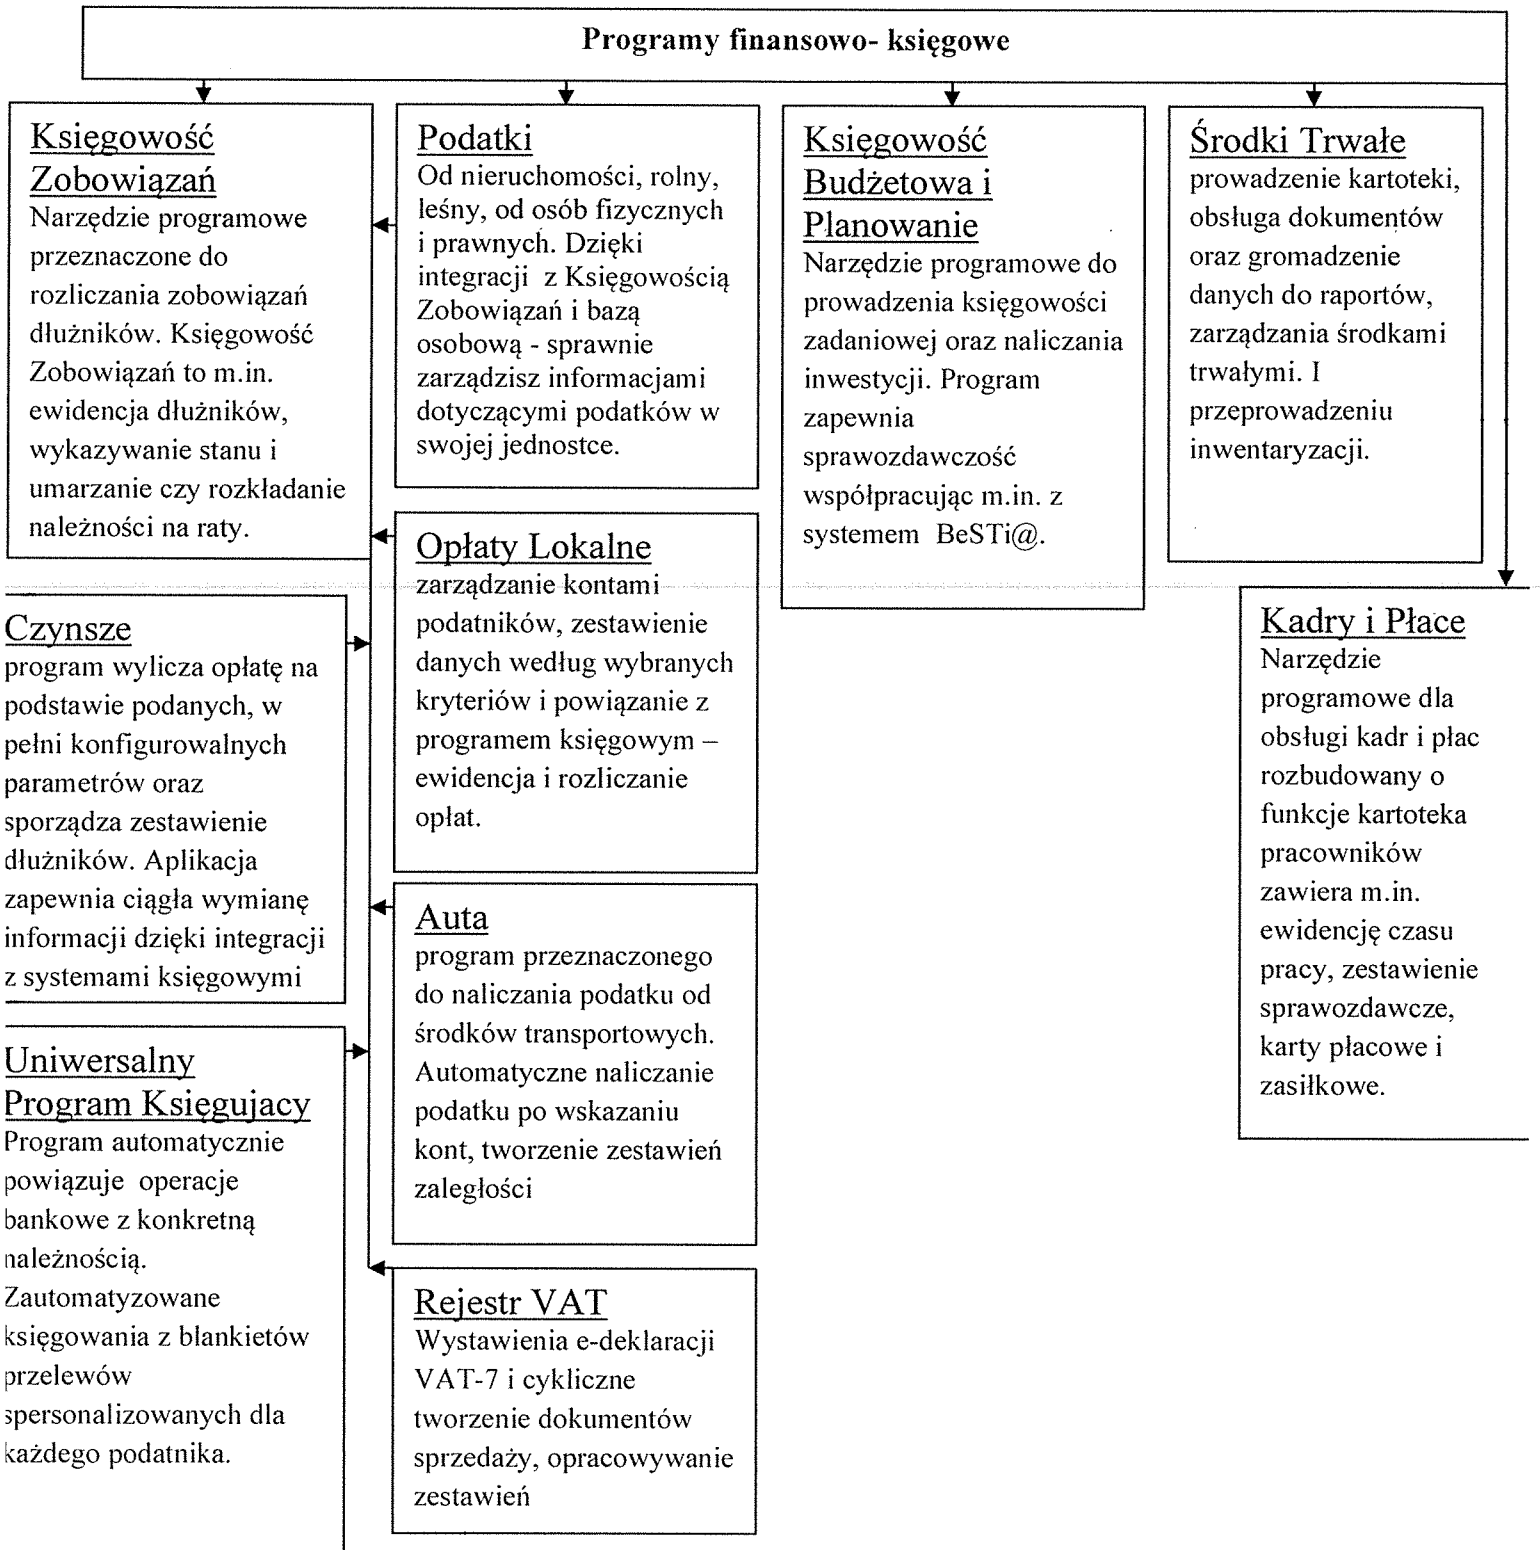 Programy finansowo- księgowe
Księgowość
Zobowiązań
Narzędzie programowe
przeznaczone do
rozliczania zobowiązań
dłużników. Księgowość
Zobowiązań to m.in.
ewidencja dłużników,
wykazywanie stanu i
umarzanie czy rozkładanie
należności na raty.
Podatki
Od nieruchomości, rolny,
leśny, od osób fizycznych
i prawnych. Dzięki
integracji z Księgowością
Zobowiązań i bazą
osobową - sprawnie
zarządzisz informacjami
dotyczącymi podatków w
swojej jednostce.
Księgowość
Budżetowa i
Planowanie
Narzędzie programowe do
prowadzenia księgowości
zadaniowej oraz naliczania
inwestycji. Program
zapewnia
sprawozdawczość
współpracując m.in. z
systemem BeSTi@.
Środki Trwałe
prowadzenie kartoteki,
obsługa dokumentów
oraz gromadzenie
danych do raportów,
zarządzania środkami
trwałymi. I
przeprowadzeniu
inwentaryzacji.
Czynsze
program wylicza opłatę na
podstawie podanych, w
pełni konfigurowalnych
parametrów oraz
sporządza zestawienie
dłużników. Aplikacja
zapewnia ciągła wymianę
informacji dzięki integracji
z systemami księgowymi
Opłaty Lokalne
zarządzanie kontami
podatników, zestawienie
danych według wybranych
kryteriów i powiązanie z
programem księgowym –
ewidencja i rozliczanie
opłat.
Kadry i Płace
Narzędzie
programowe dla
obsługi kadr i płac
rozbudowany o
funkcje kartoteka
pracowników
zawiera m.in.
ewidencję czasu
pracy, zestawienie
sprawozdawcze,
karty płacowe i
zasiłkowe.
Auta
program przeznaczonego
do naliczania podatku od
środków transportowych.
Automatyczne naliczanie
podatku po wskazaniu
kont, tworzenie zestawień
zaległości
Uniwersalny
Program Księgujacy
Program automatycznie
powiązuje operacje
bankowe z konkretną
należnością.
Zautomatyzowane
księgowania z blankietów
przelewów
spersonalizowanych dla
każdego podatnika.
Rejestr VAT
Wystawienia e-deklaracji
VAT-7 i cykliczne
tworzenie dokumentów
sprzedaży, opracowywanie
zestawień